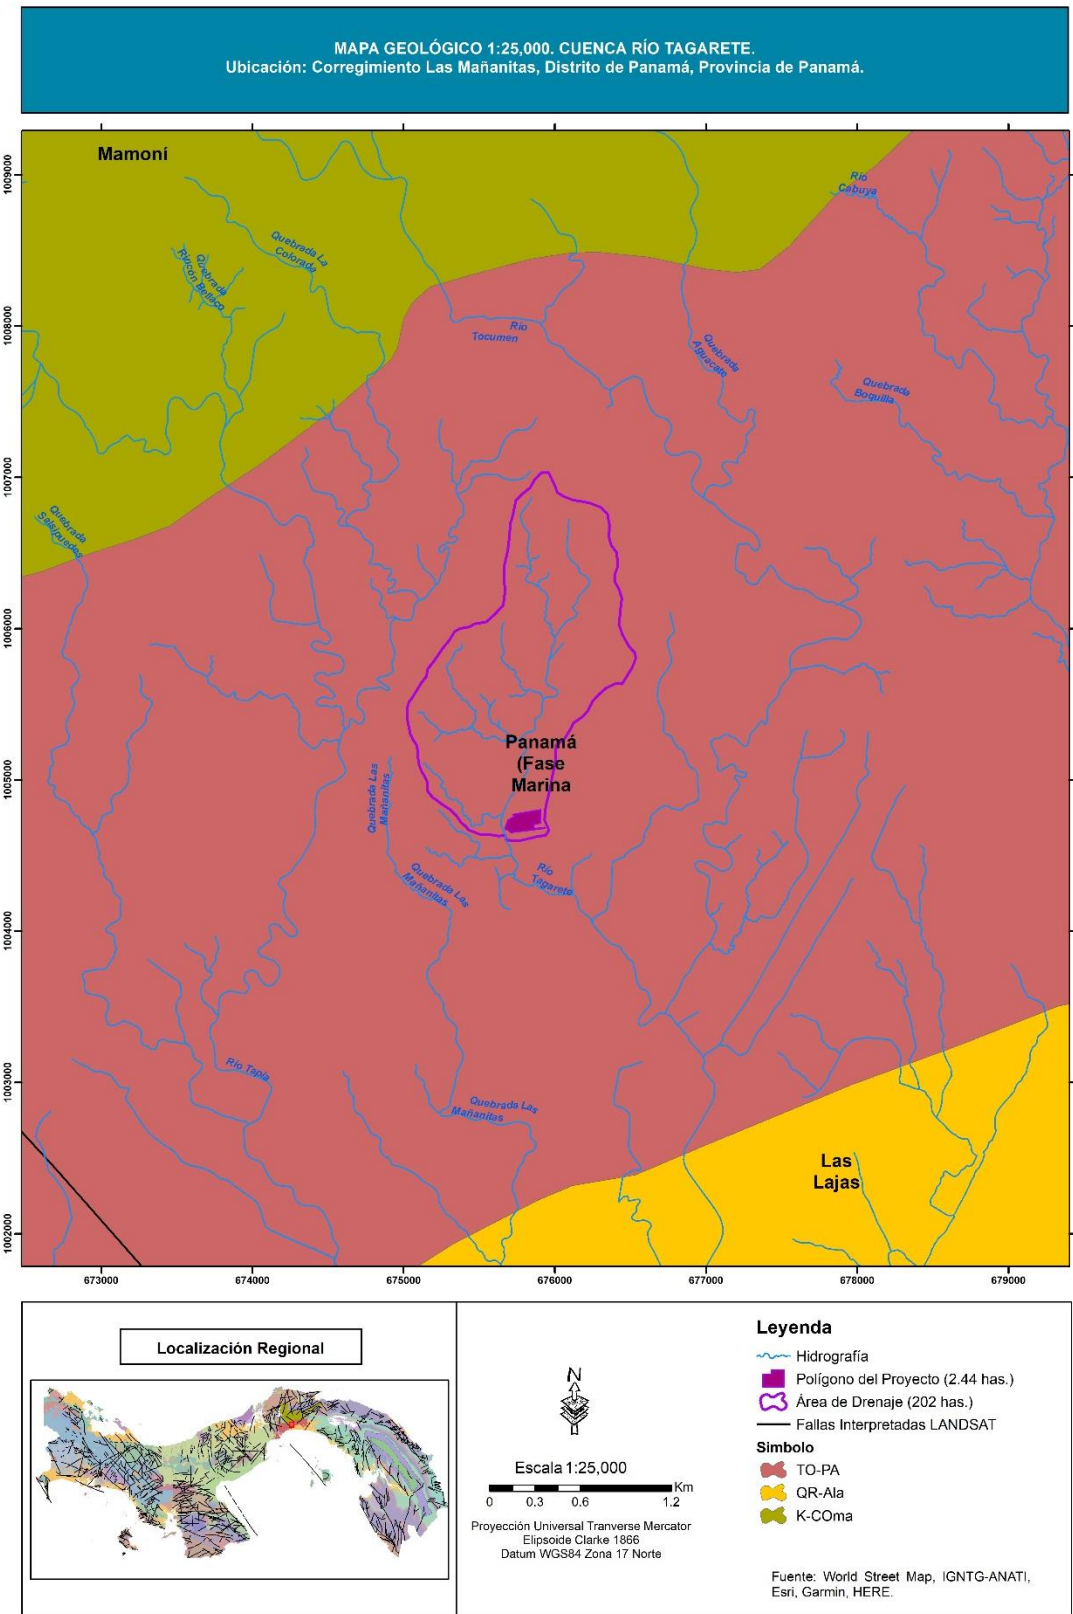 MAPA GEOLÓGICO 1:25,000. CUENCA RÍO TAGARETE.
Ubicación: Corregimiento Las Mañanitas, Distrito de Panamá, Provincia de Panamá.
Mamoní
Río
Cabuya
Quebrada La
Colorada
Quebrada
Rincón Bellaco
Río
Tocumen
Quebrada
Aguacate
Quebrada
Boquilla
Quebrada
Salsipuedes
Panamá
(Fase
Marina
Quebrada Las
Mañanitas
Quebrada Las
Mañanitas
Río
Tagarete
Río Tapia
Quebrada Las
Mañanitas
Las
Lajas
1009000
1008000
1007000
1006000
1005000
1004000
1003000
1002000
673000
674000
675000
676000
677000
678000
679000
Localización Regional
N
Escala 1:25,000
0 0.3 0.6 1.2 Km
Proyección Universal Tranverse Mercator
Elipsoide Clarke 1866
Datum WGS84 Zona 17 Norte
Leyenda
Hidrografía
Polígono del Proyecto (2.44 has.)
Área de Drenaje (202 has.)
Fallas Interpretadas LANDSAT
Simbolo
TO-PA
QR-Ala
K-COma
Fuente: World Street Map, IGNTG-ANATI,
Esri, Garmin, HERE.